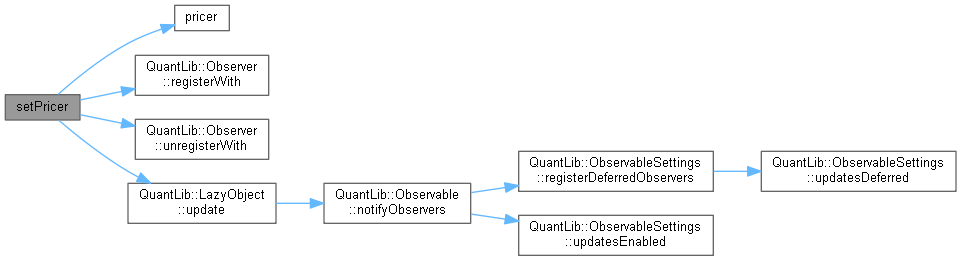 pricer
QuantLib::Observer
::registerWith
setPricer
QuantLib::Observer
::unregisterWith
QuantLib::LazyObject
::update
QuantLib::Observable
::notifyObservers
QuantLib::ObservableSettings
::registerDeferredObservers
QuantLib::ObservableSettings
::updatesDeferred
QuantLib::ObservableSettings
::updatesEnabled